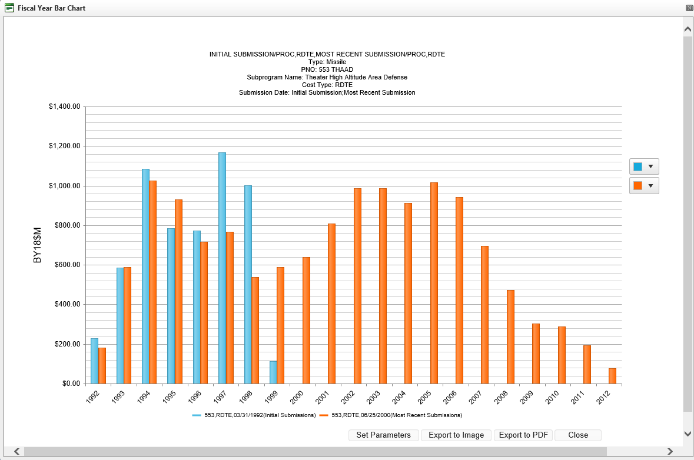 Fiscal Year Bar Chart
INITIAL SUBMISSION/PROC,RDTE,MOST RECENT SUBMISSION/PROC,RDTE
Type: Missile
PNO: 553 THAAD
Subprogram Name: Theater High Altitude Area Defense
Cost Type: RDTE
Submission Date: Initial Submission;Most Recent Submission
BY18$M
$1,400.00
$1,200.00
$1,000.00
$800.00
$600.00
$400.00
$200.00
$0.00
1992 1993 1994 1995 1996 1997 1998 1999 2000 2001 2002 2003 2004 2005 2006 2007 2008 2009 2010 2011 2012
553,RDTE,03/31/1992(Initial Submissions) 553,RDTE,06/25/2000(Most Recent Submissions)
Set Parameters Export to Image Export to PDF Close